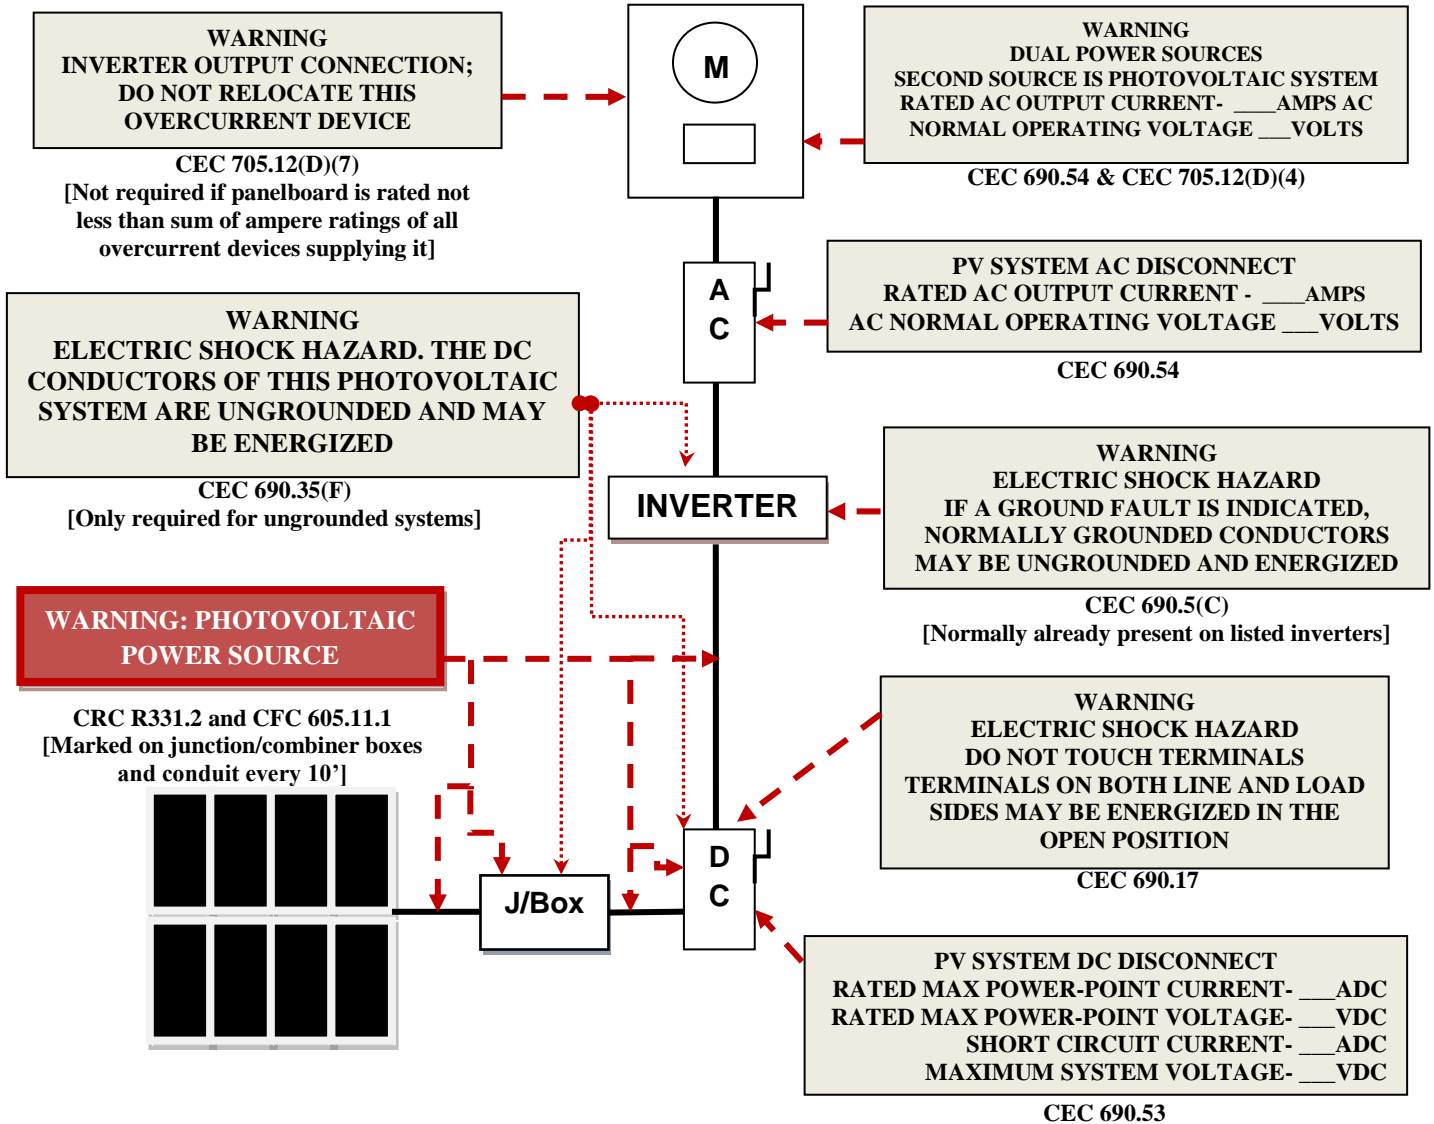 WARNING
INVERTER OUTPUT CONNECTION;
DO NOT RELOCATE THIS
OVERCURRENT DEVICE
CEC 705.12(D)(7)
[Not required if panelboard is rated not
less than sum of ampere ratings of all
overcurrent devices supplying it]
M
WARNING
DUAL POWER SOURCES
SECOND SOURCE IS PHOTOVOLTAIC SYSTEM
RATED AC OUTPUT CURRENT- ____AMPS AC
NORMAL OPERATING VOLTAGE ___VOLTS
CEC 690.54 & CEC 705.12(D)(4)
A
C
PV SYSTEM AC DISCONNECT
RATED AC OUTPUT CURRENT - ____AMPS
AC NORMAL OPERATING VOLTAGE ___VOLTS
CEC 690.54
WARNING
ELECTRIC SHOCK HAZARD. THE DC
CONDUCTORS OF THIS PHOTOVOLTAIC
SYSTEM ARE UNGROUNDED AND MAY
BE ENERGIZED
CEC 690.35(F)
[Only required for ungrounded systems]
INVERTER
WARNING
ELECTRIC SHOCK HAZARD
IF A GROUND FAULT IS INDICATED,
NORMALLY GROUNDED CONDUCTORS
MAY BE UNGROUNDED AND ENERGIZED
CEC 690.5(C)
[Normally already present on listed inverters]
WARNING: PHOTOVOLTAIC
POWER SOURCE
CRC R331.2 and CFC 605.11.1
[Marked on junction/combiner boxes
and conduit every 10’]
WARNING
ELECTRIC SHOCK HAZARD
DO NOT TOUCH TERMINALS
TERMINALS ON BOTH LINE AND LOAD
SIDES MAY BE ENERGIZED IN THE
OPEN POSITION
CEC 690.17
J/Box
D
C
PV SYSTEM DC DISCONNECT
RATED MAX POWER-POINT CURRENT- ___ADC
RATED MAX POWER-POINT VOLTAGE- ___VDC
SHORT CIRCUIT CURRENT- ___ADC
MAXIMUM SYSTEM VOLTAGE- ___VDC
CEC 690.53